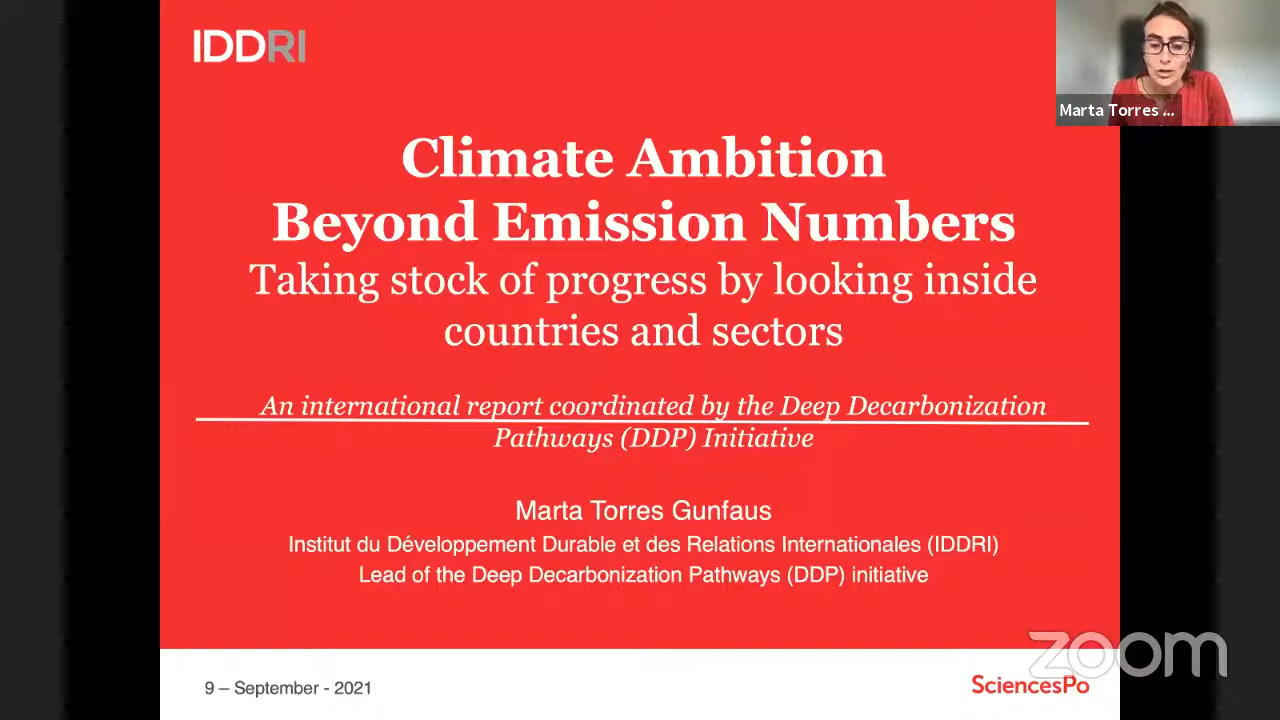 IDDRI
Marta Torres ...
Climate Ambition
Beyond Emission Numbers
Taking stock of progress by looking inside
countries and sectors
An international report coordinated by the Deep Decarbonization
Pathways (DDP) Initiative
Marta Torres Gunfaus
Institut du Développement Durable et des Relations Internationales (IDDRI)
Lead of the Deep Decarbonization Pathways (DDP) initiative
zoom
9 – September - 2021
SciencesPo